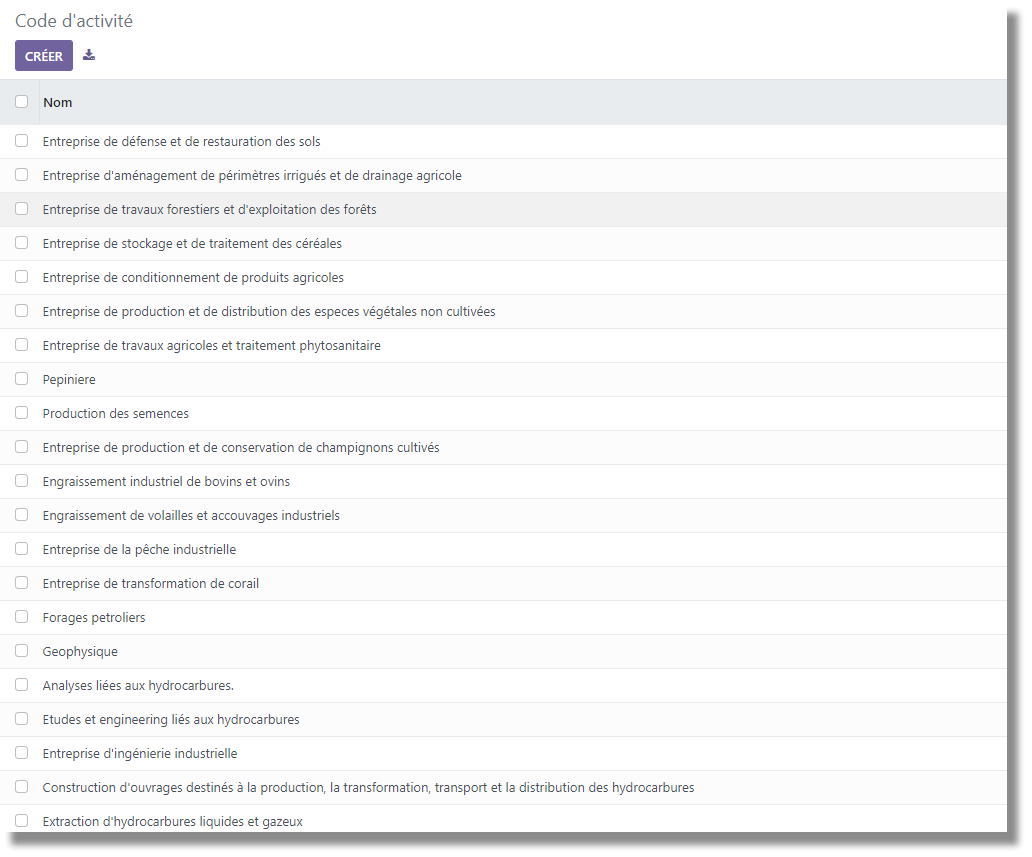 Code d'activité
CRÉER
Nom
Entreprise de défense et de restauration des sols
Entreprise d'aménagement de périmètres irrigués et de drainage agricole
Entreprise de travaux forestiers et d'exploitation des forêts
Entreprise de stockage et de traitement des céréales
Entreprise de conditionnement de produits agricoles
Entreprise de production et de distribution des especes végétales non cultivées
Entreprise de travaux agricoles et traitement phytosanitaire
Pepiniere
Production des semences
Entreprise de production et de conservation de champignons cultivés
Engraissement industriel de bovins et ovins
Engraissement de volailles et accouvages industriels
Entreprise de la pêche industrielle
Entreprise de transformation de corail
Forages petroliers
Geophysique
Analyses liées aux hydrocarbures.
Etudes et engineering liés aux hydrocarbures
Entreprise d'ingénierie industrielle
Construction d'ouvrages destinés à la production, la transformation, transport et la distribution des hydrocarbures
Extraction d'hydrocarbures liquides et gazeux